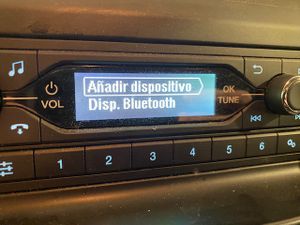 Añadir dispositivo
Disp. Bluetooth
VOL
OK
TUNE
1
2
3
4
5
6